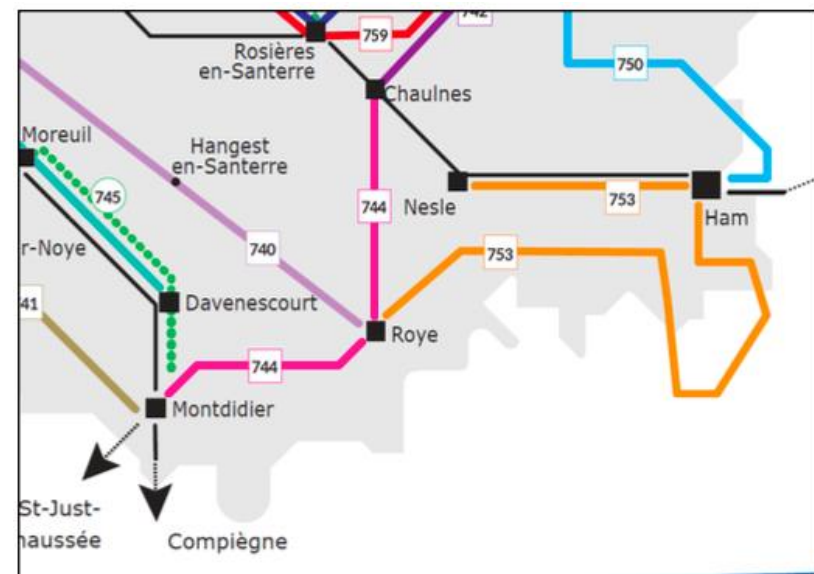 742
759
Rosières
en-Santerre
750
Chaulnes
Moreuil
Hangest
en-Santerre
745
744
Nesle
753
Ham
r-Noye
740
753
41
Davenescourt
Roye
744
Montdidier
St-Just-
haussée
Compiègne